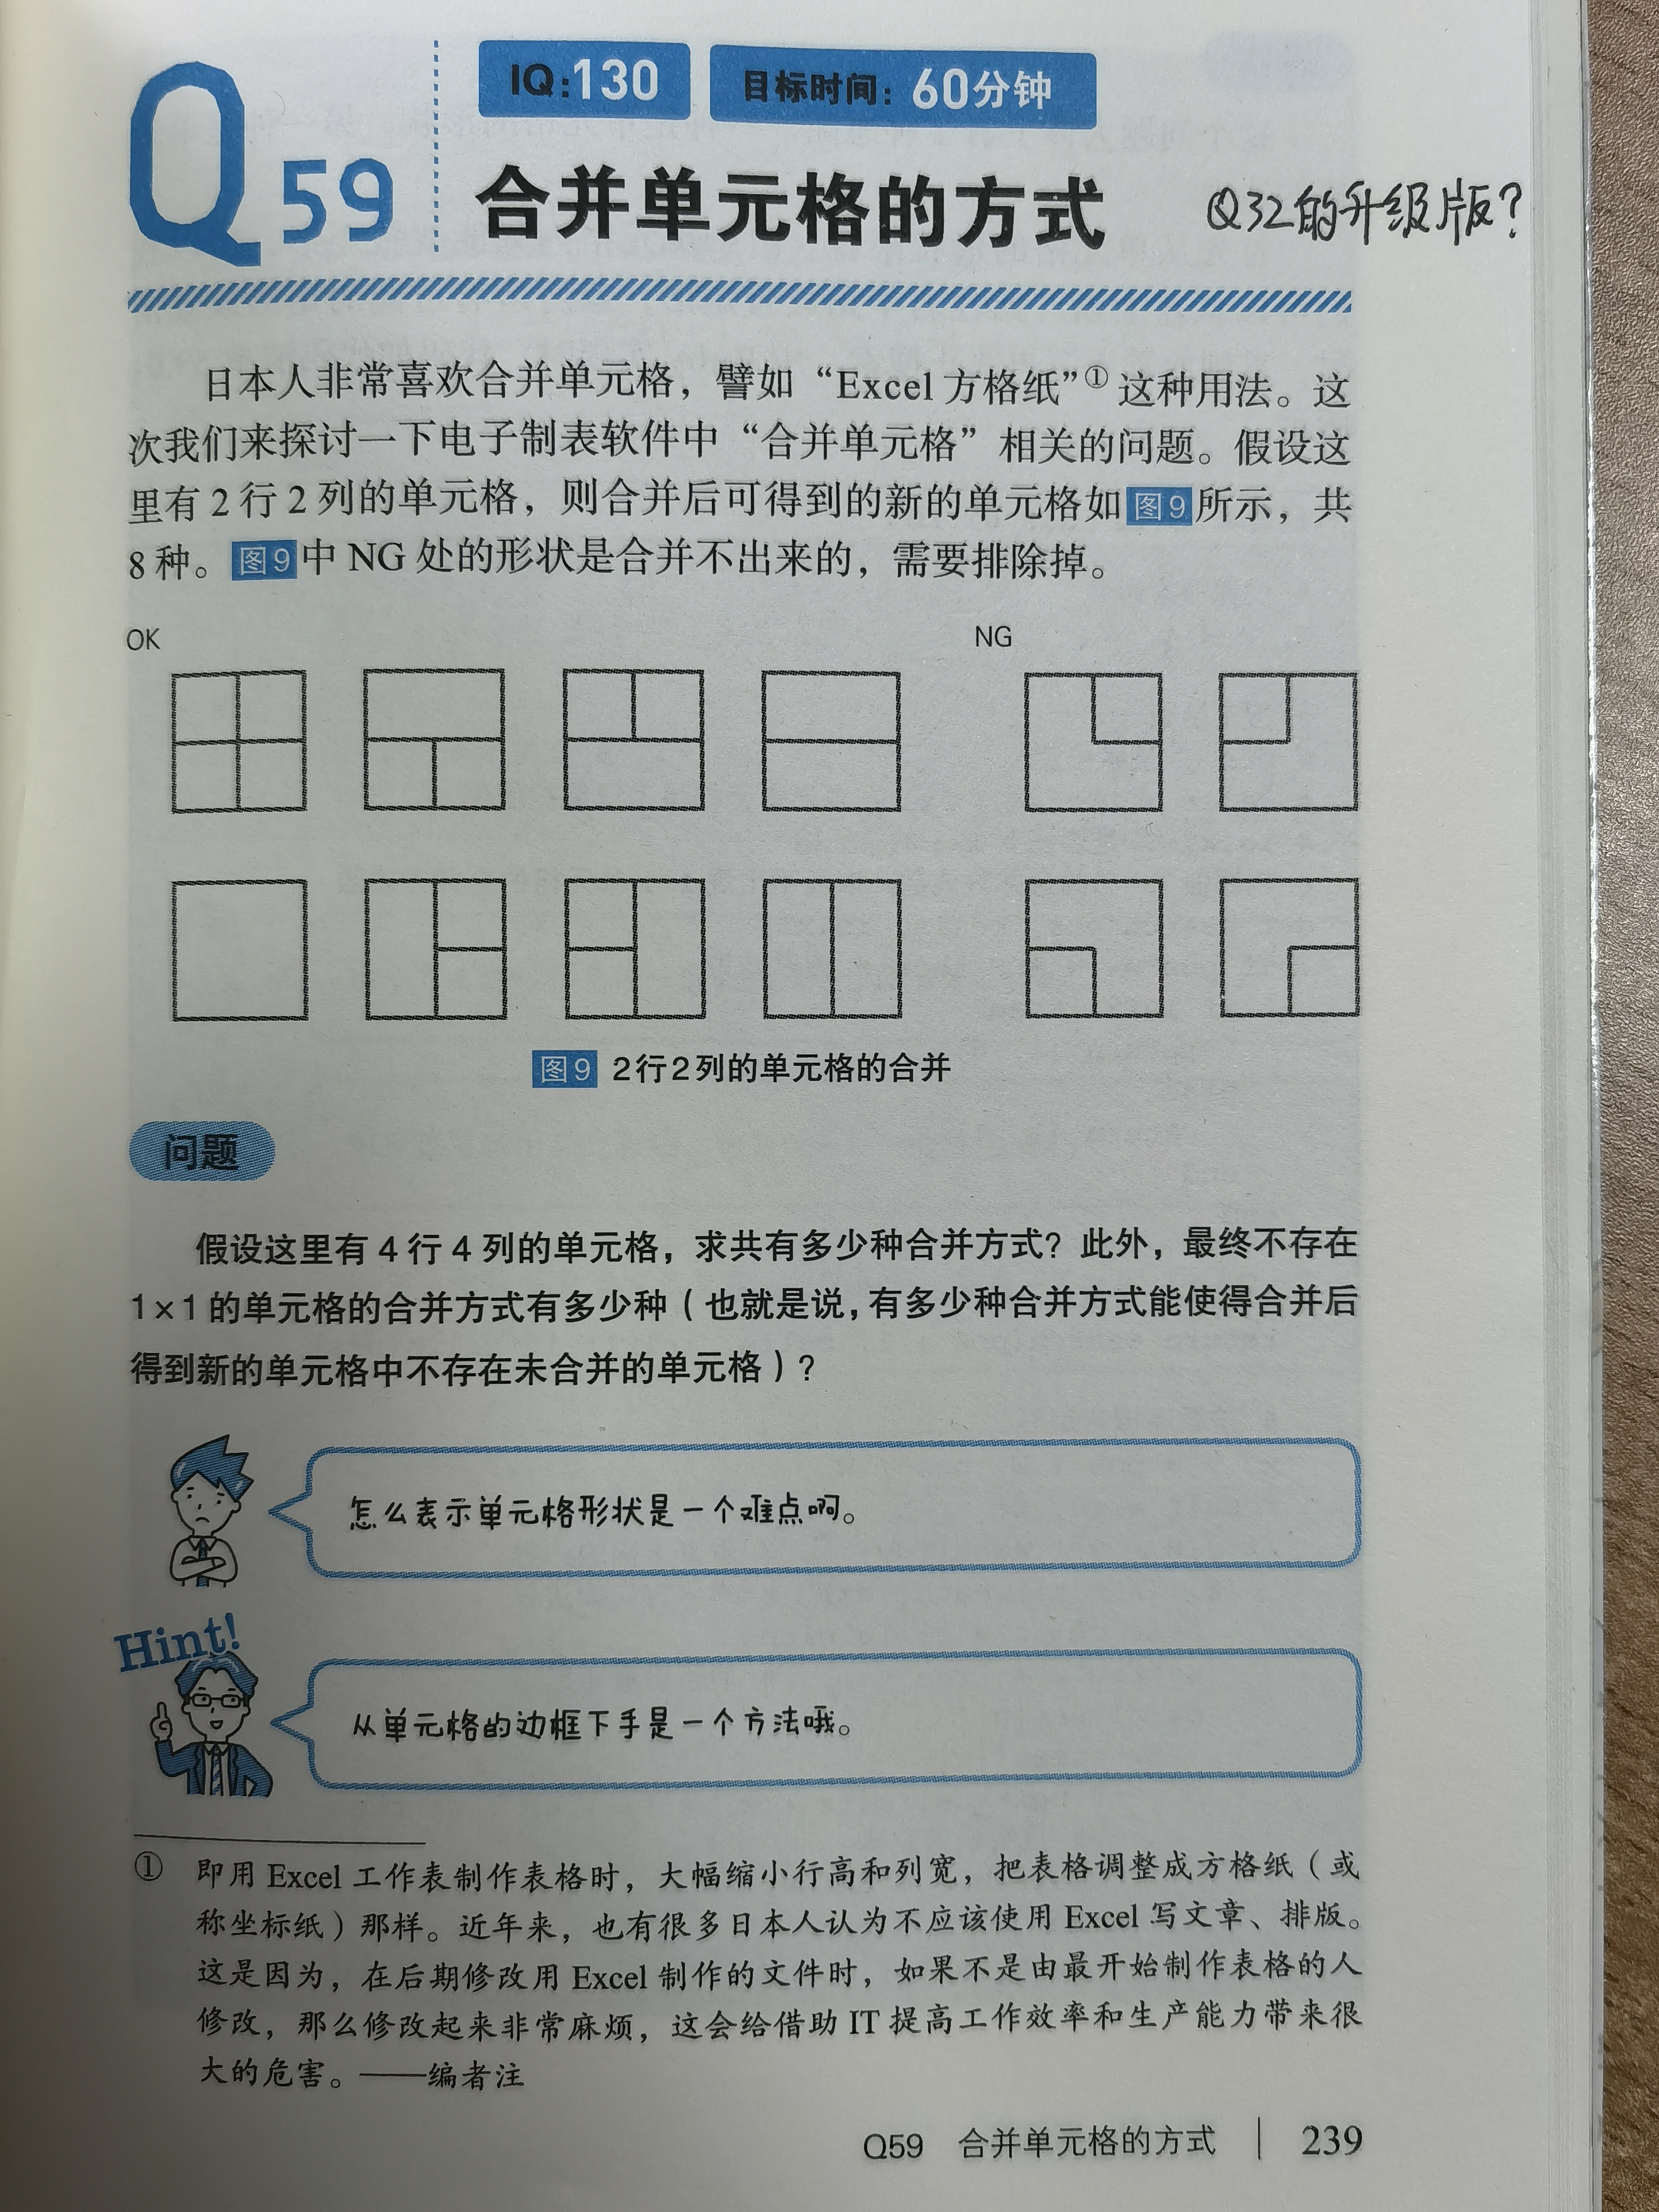 Q59
IQ:130 目标时间：60分钟
合并单元格的方式
Q32的升级版？
日本人非常喜欢合并单元格，譬如“Excel 方格纸”①这种用法。这
次我们来探讨一下电子制表软件中“合并单元格”相关的问题。假设这
里有 2 行 2 列的单元格，则合并后可得到的新的单元格如图9所示，共
8 种。图9中 NG 处的形状是合并不出来的，需要排除掉。
OK
NG
图9 2行2列的单元格的合并
问题
假设这里有 4 行 4 列的单元格，求共有多少种合并方式？此外，最终不存在
1×1 的单元格的合并方式有多少种（也就是说，有多少种合并方式能使得合并后
得到新的单元格中不存在未合并的单元格）？
怎么表示单元格形状是一个难点啊。
Hint!
从单元格的边框下手是一个方法哦。
① 即用 Excel 工作表制作表格时，大幅缩小行高和列宽，把表格调整成方格纸（或
称坐标纸）那样。近年来，也有很多日本人认为不应该使用 Excel 写文章、排版。
这是因为，在后期修改用 Excel 制作的文件时，如果不是由最开始制作表格的人
修改，那么修改起来非常麻烦，这会给借助 IT 提高工作效率和生产能力带来很
大的危害。——编者注
Q59 合并单元格的方式 | 239